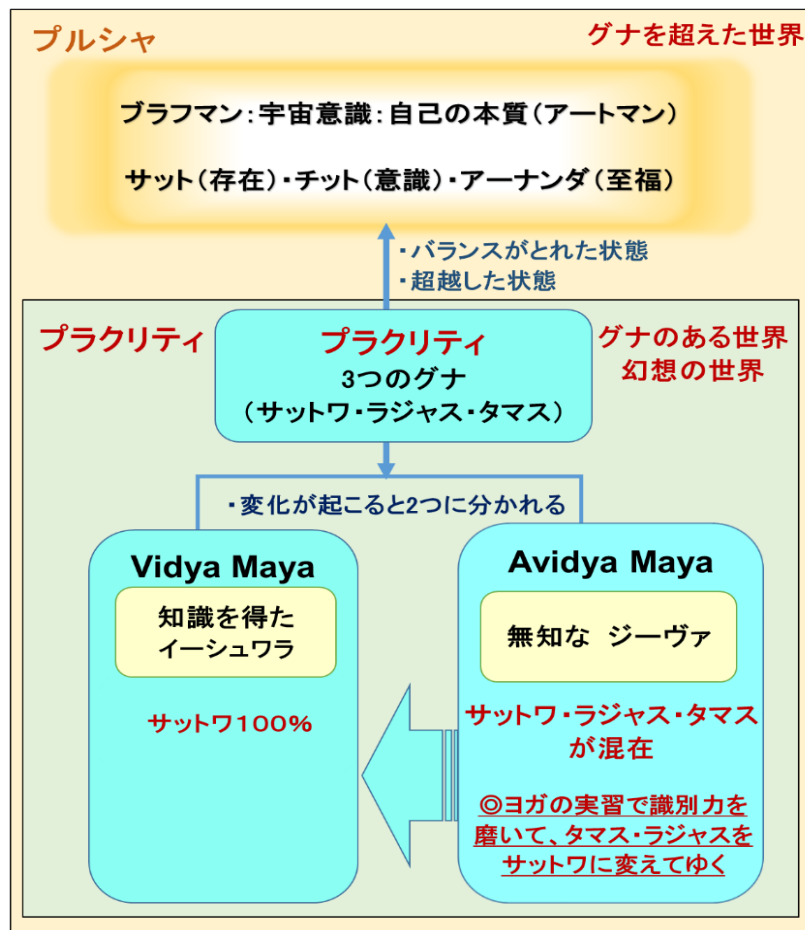 プルシャ
グナを超えた世界
ブラフマン：宇宙意識：自己の本質（アートマン）
サット（存在）・チット（意識）・アーナンダ（至福）
・バランスがとれた状態
・超越した状態
プラクリティ
プラクリティ
3つのグナ
（サットワ・ラジャス・タマス）
グナのある世界
幻想の世界
・変化が起こると2つに分かれる
Vidya Maya
知識を得た
イーシュワラ
サットワ100%
Avidya Maya
無知な ジーヴァ
サットワ・ラジャス・タマス
が混在
◎ヨガの実習で識別力を
磨いて、タマス・ラジャスを
サットワに変えてゆく